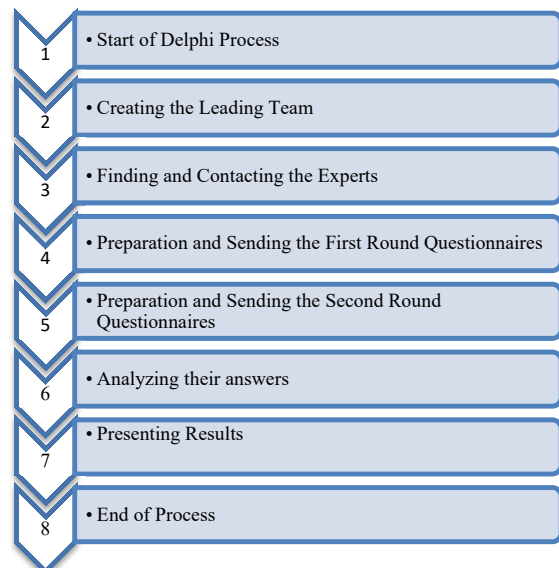 1
• Start of Delphi Process
2
• Creating the Leading Team
3
• Finding and Contacting the Experts
4
• Preparation and Sending the First Round Questionnaires
5
• Preparation and Sending the Second Round
Questionnaires
6
• Analyzing their answers
7
• Presenting Results
8
• End of Process